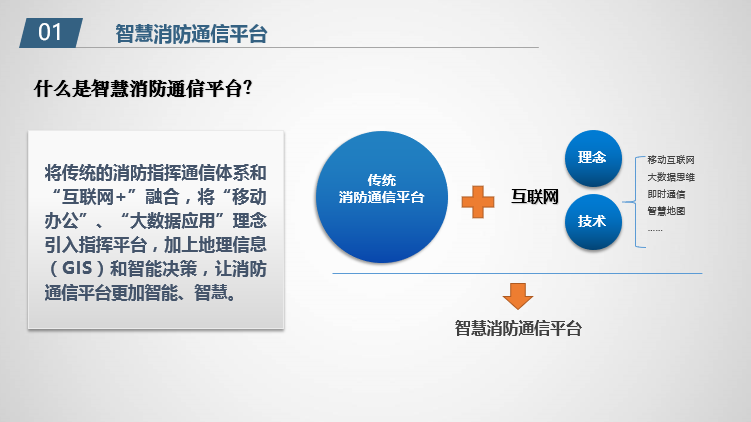 01
智慧消防通信平台
什么是智慧消防通信平台？
将传统的消防指挥通信体系和
“互联网+”融合，将“移动
办公”、“大数据应用”理念
引入指挥平台，加上地理信息
（GIS）和智能决策，让消防
通信平台更加智能、智慧。
传统
消防通信平台
互联网
理念
技术
移动互联网
大数据思维
即时通信
智慧地图
……
智慧消防通信平台